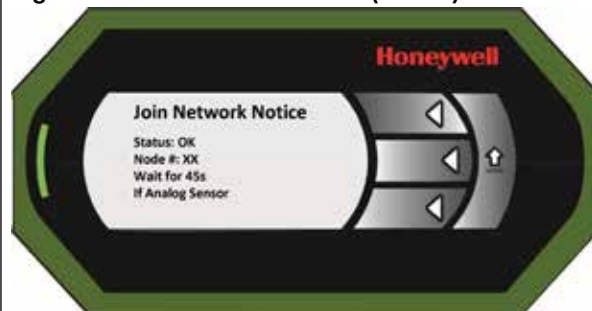 Honeywell
Join Network Notice
Status: OK
Node #: XX
Wait for 45s
If Analog Sensor